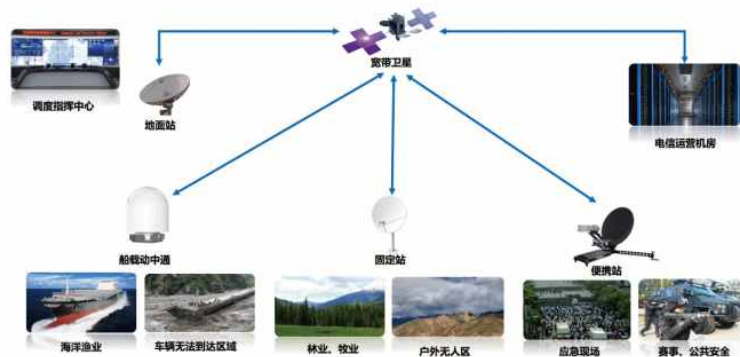 宽带卫星
调度指挥中心
地面站
电信运营机房
船载动中通
固定站
便携站
海洋渔业
车辆无法到达区域
林业、牧业
户外无人区
应急现场
赛事、公共安全